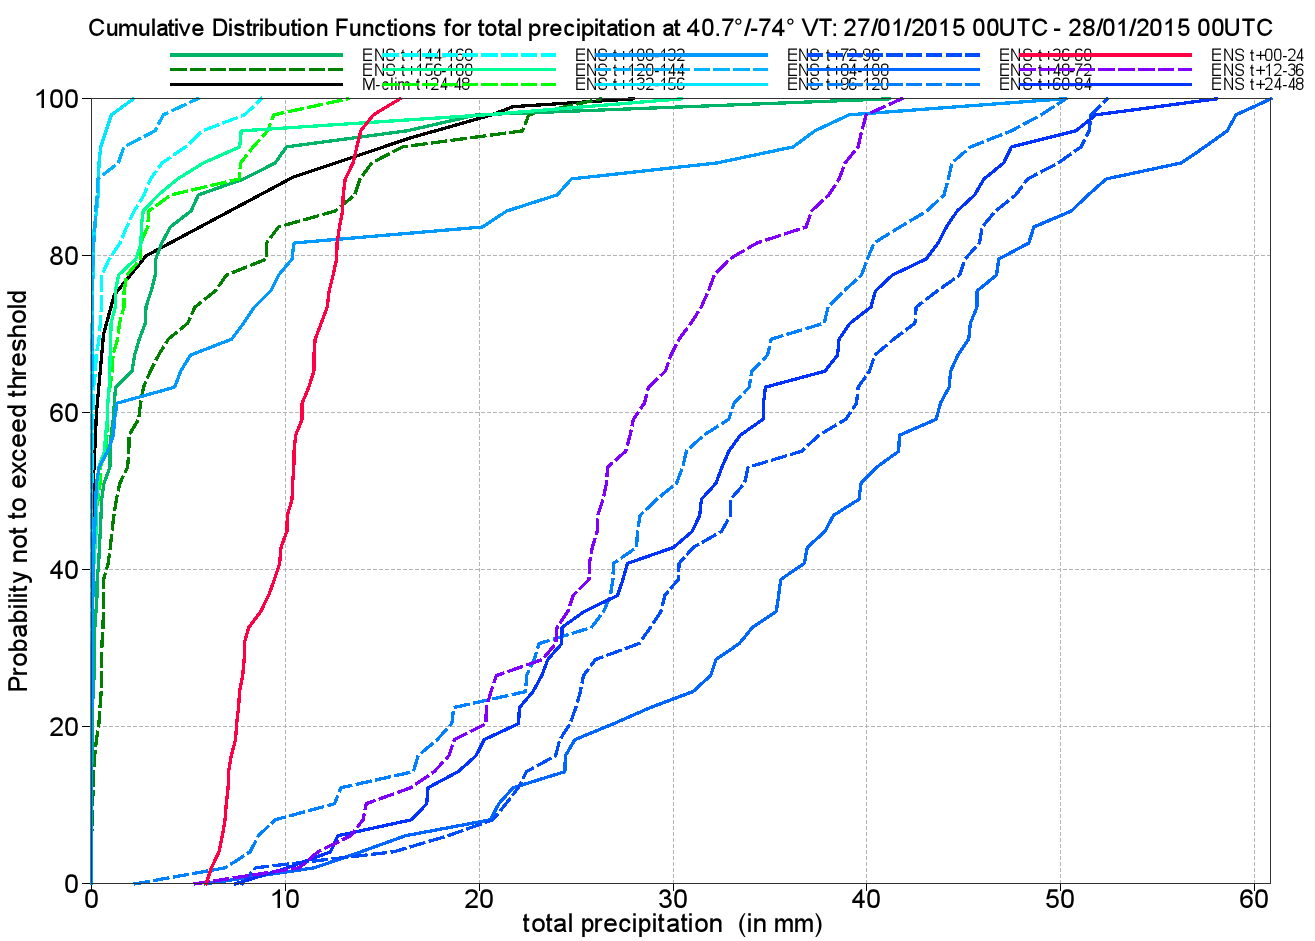 Cumulative Distribution Functions for total precipitation at 40.7°/-74° VT: 27/01/2015 00UTC - 28/01/2015 00UTC
ENS t+144-168 ENS t+108-132 ENS t+72-96 ENS t+36-60 ENS t+00-24
ENS t+156-180 ENS t+120-144 ENS t+84-108 ENS t+48-72 ENS t+12-36
M-clim t+24-48 ENS t+132-156 ENS t+96-120 ENS t+60-84 ENS t+24-48
100
80
60
40
20
0
Probability not to exceed threshold
0 10 20 30 40 50 60
total precipitation (in mm)